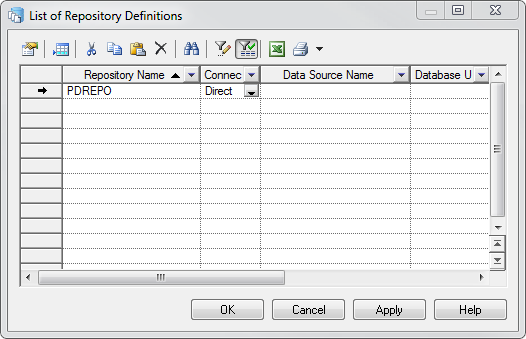 List of Repository Definitions
Repository Name Connec Data Source Name Database U
PDREPO Direct
OK Cancel Apply Help